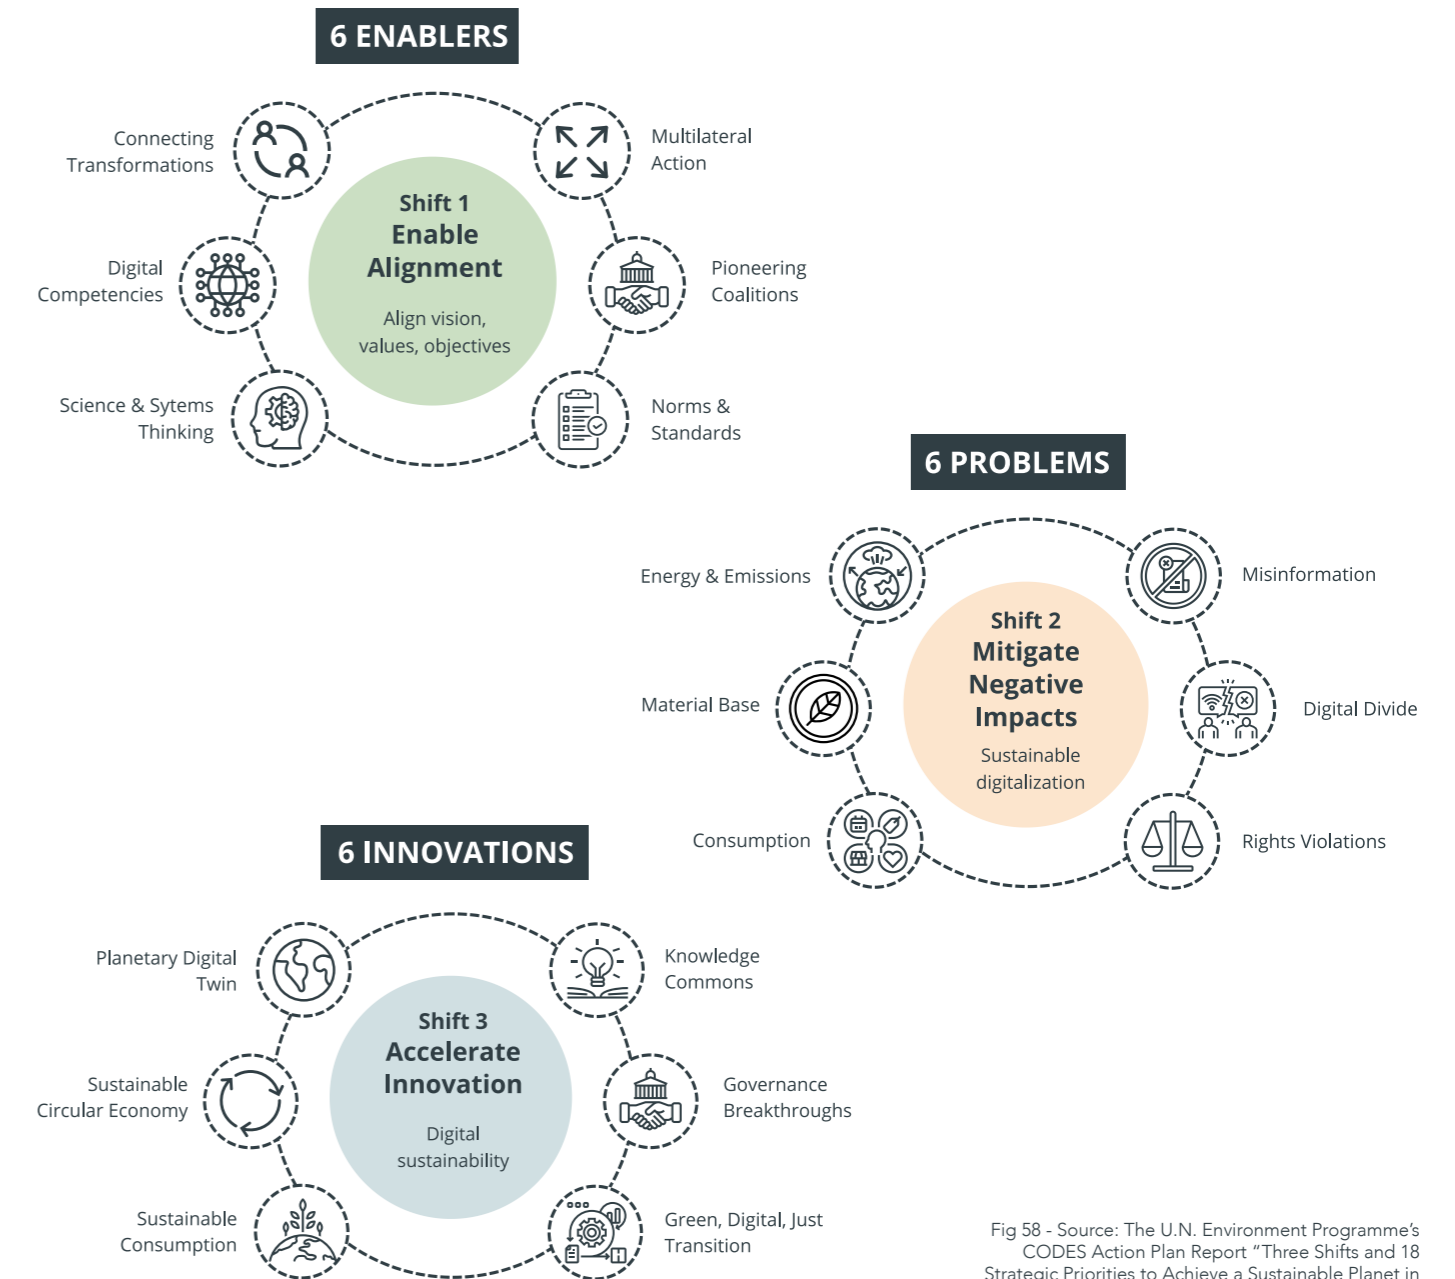 6 ENABLERS
Connecting
Transformations
Multilateral
Action
Shift 1
Enable
Alignment
Align vision,
values, objectives
Digital
Competencies
Pioneering
Coalitions
Science & Sytems
Thinking
Norms &
Standards
6 PROBLEMS
Energy & Emissions
Misinformation
Shift 2
Mitigate
Negative
Impacts
Sustainable
digitalization
Material Base
Digital Divide
Consumption
Rights Violations
6 INNOVATIONS
Planetary Digital
Twin
Knowledge
Commons
Shift 3
Accelerate
Innovation
Digital
sustainability
Sustainable
Circular Economy
Governance
Breakthroughs
Sustainable
Consumption
Green, Digital, Just
Transition
Fig 58 - Source: The U.N. Environment Programme’s
CODES Action Plan Report “Three Shifts and 18
Strategic Priorities to Achieve a Sustainable Planet in